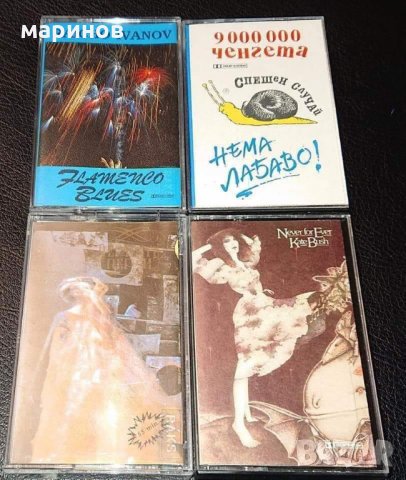 маринов
VANOV
FLAMENCO
BLUES
9 000 000
ченгета
СПЕШЕН СЛУЧАЙ
НЕМА
ЛАБАВО!
Never for Ever
Kate Bush